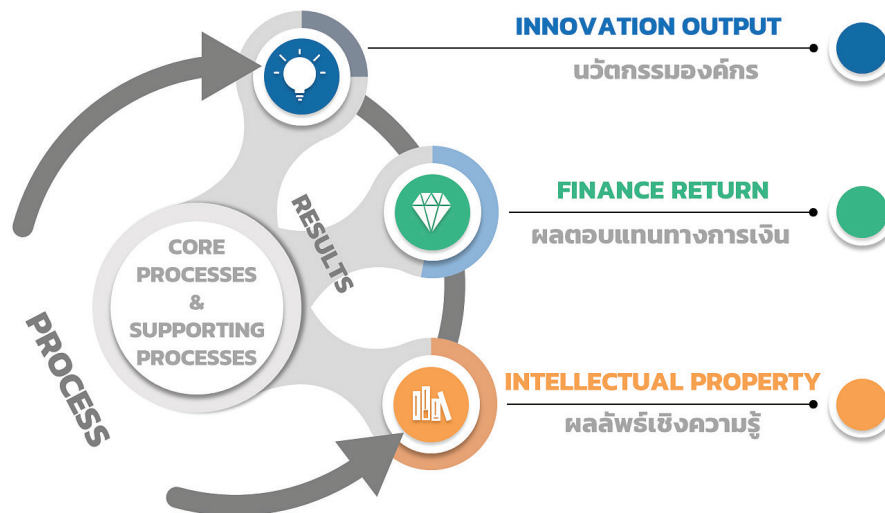 INNOVATION OUTPUT
นวัตกรรมองค์กร
FINANCE RETURN
ผลตอบแทนทางการเงิน
INTELLECTUAL PROPERTY
ผลลัพธ์เชิงความรู้
RESULTS
CORE
PROCESSES
&
SUPPORTING
PROCESSES
PROCESS